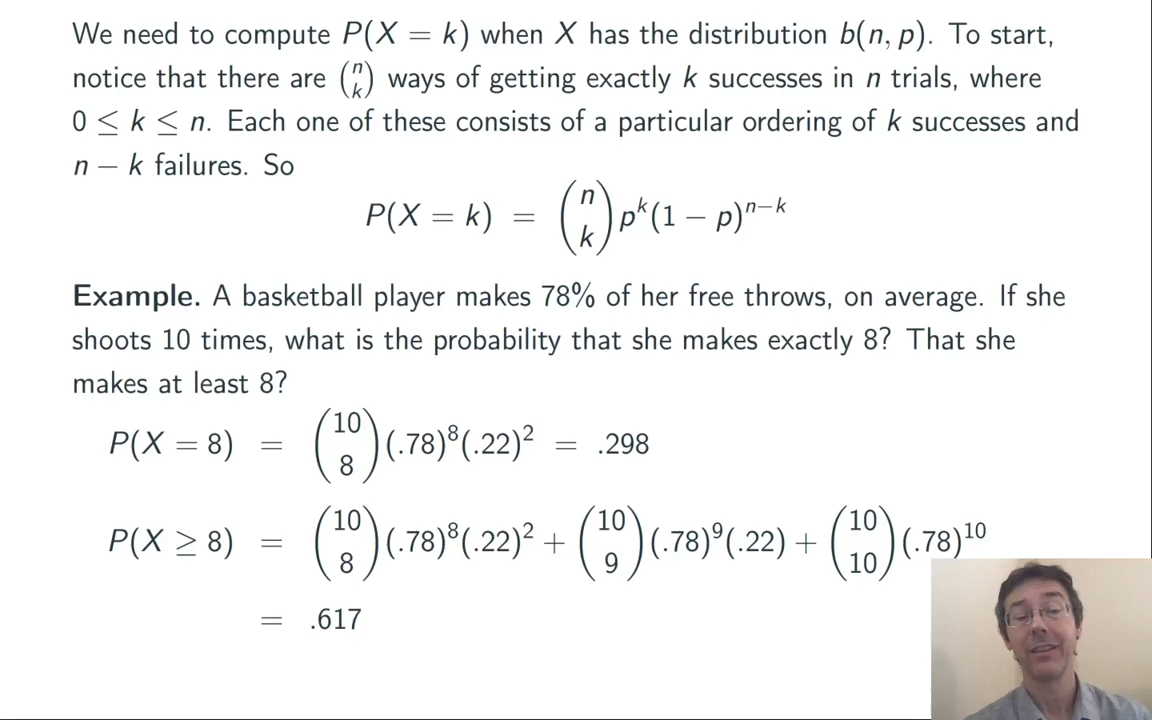 We need to compute P(X = k) when X has the distribution b(n, p). To start,
notice that there are (n k) ways of getting exactly k successes in n trials, where
0 ≤ k ≤ n. Each one of these consists of a particular ordering of k successes and
n − k failures. So
P(X = k) = (n k) p^k (1 − p)^{n−k}
Example. A basketball player makes 78% of her free throws, on average. If she
shoots 10 times, what is the probability that she makes exactly 8? That she
makes at least 8?
P(X = 8) = (10 8) (.78)^8 (.22)^2 = .298
P(X ≥ 8) = (10 8) (.78)^8 (.22)^2 + (10 9) (.78)^9 (.22) + (10 10) (.78)^10
= .617